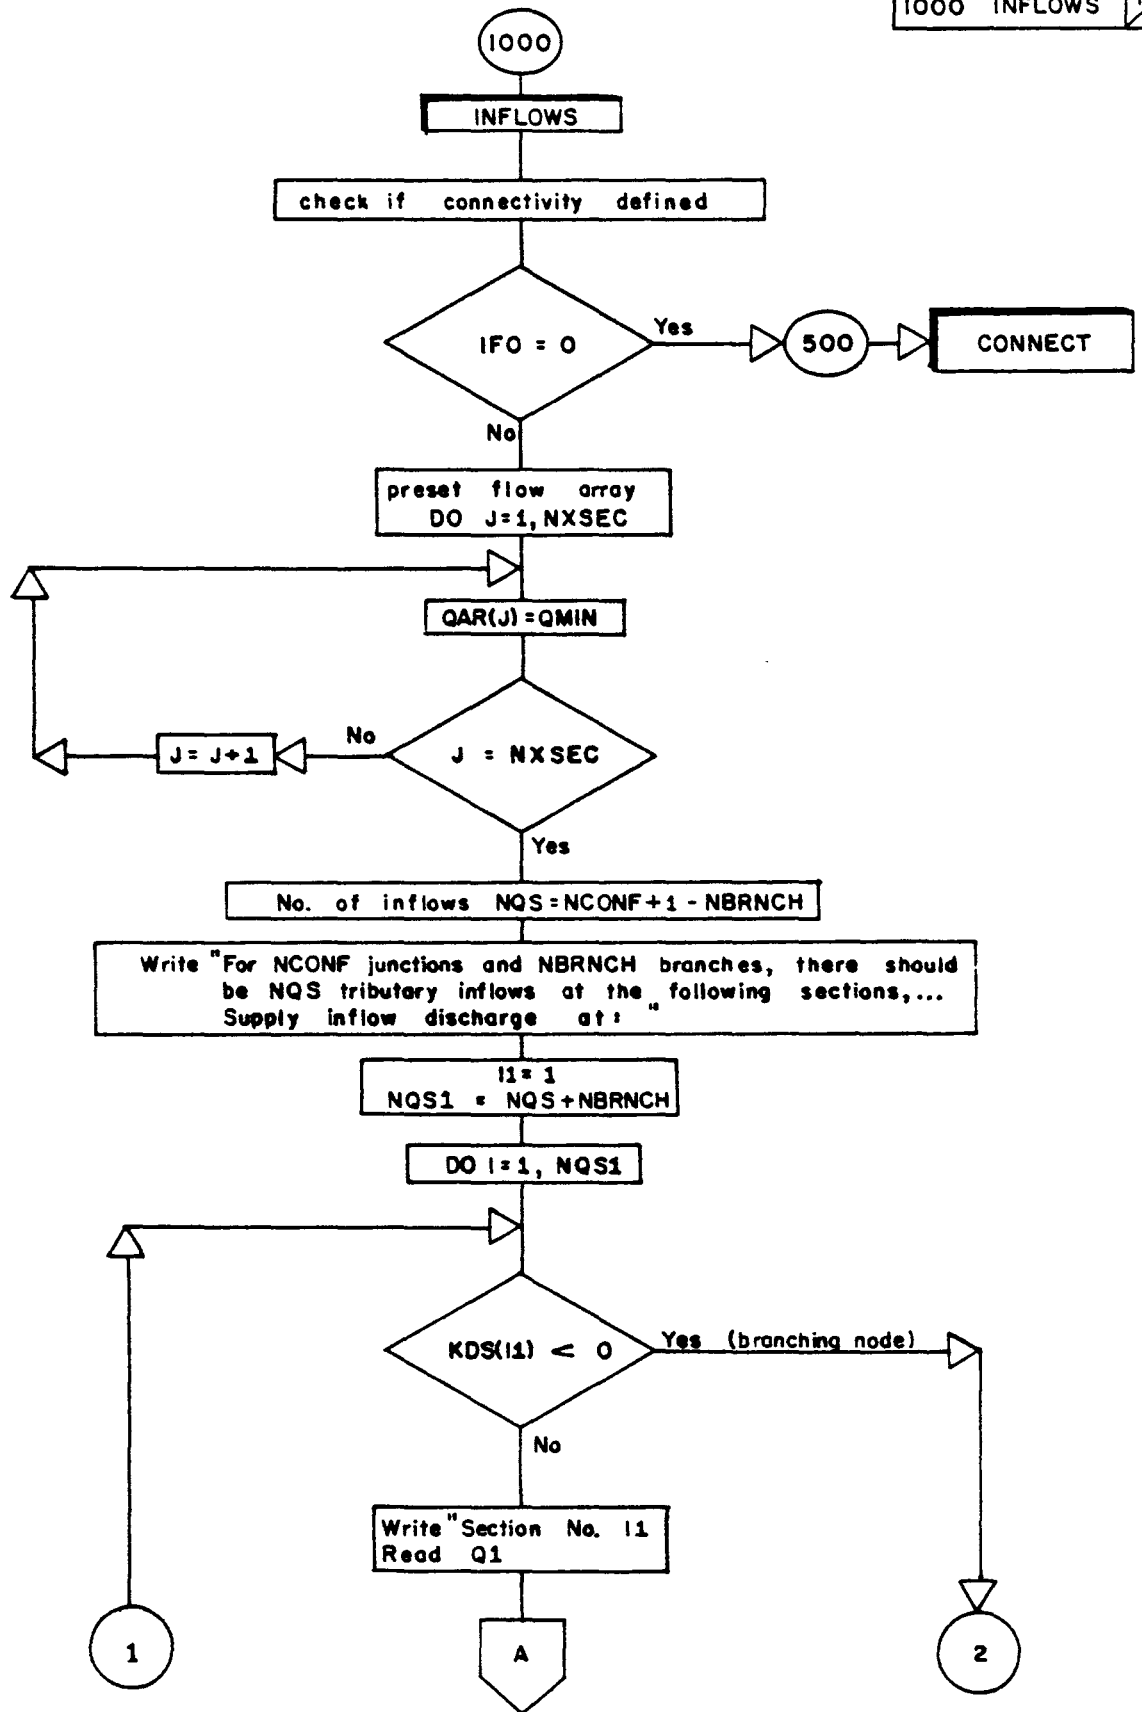 1000 INFLOWS
1000
INFLOWS
check if connectivity defined
IFO = 0
Yes
500
CONNECT
No
preset flow array
DO J=1, NXSEC
QAR(J)=QMIN
J = NXSEC
No
J= J+1
Yes
No. of inflows NQS=NCONF+1 - NBRNCH
Write "For NCONF junctions and NBRNCH branches, there should
be NQS tributary inflows at the following sections,...
Supply inflow discharge at: "
I1= 1
NQS1 = NQS+NBRNCH
DO I=1, NQS1
KDS(I1) < 0
Yes (branching node)
No
Write "Section No. I1
Read Q1
1
A
2